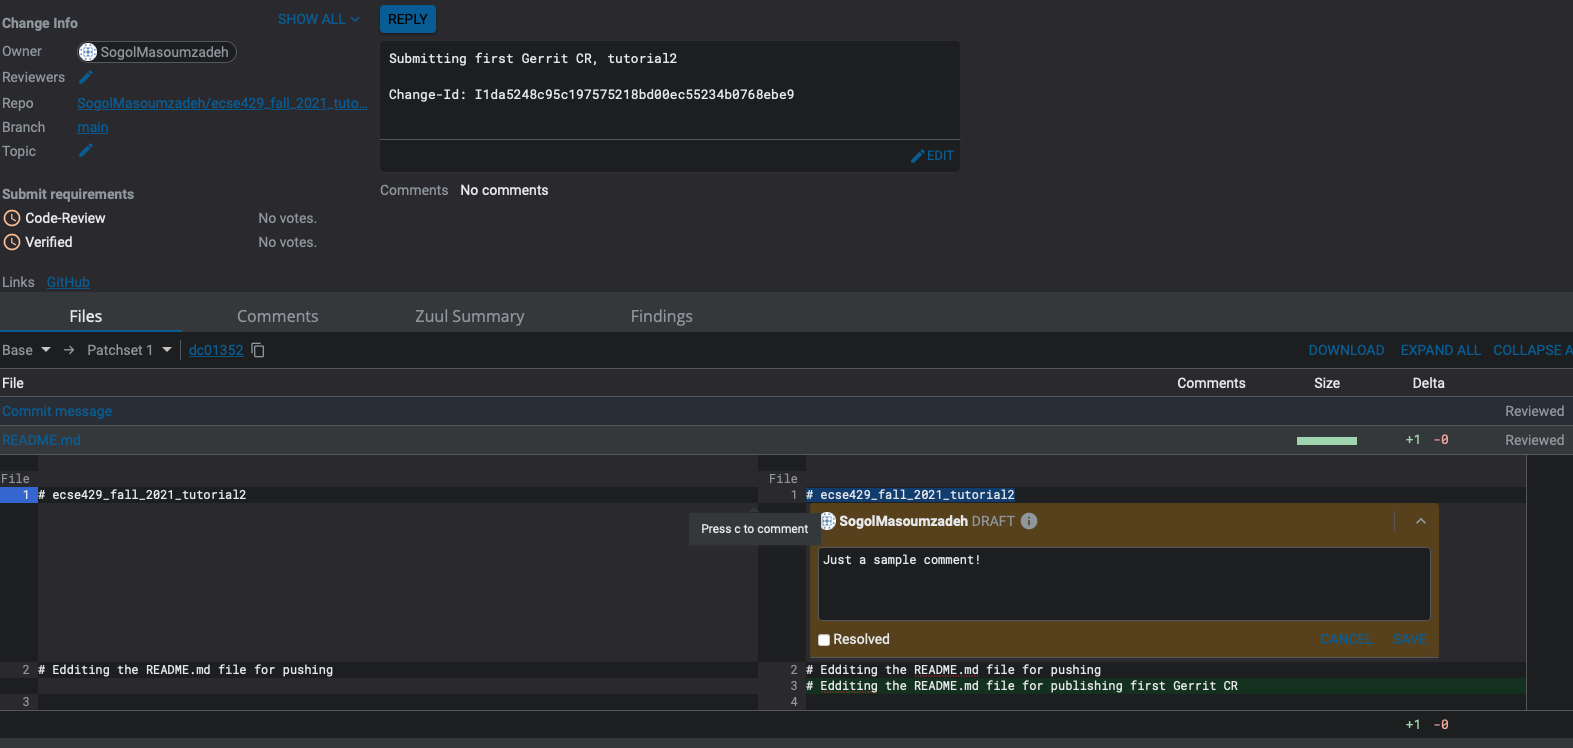 Change Info
SHOW ALL
REPLY
Owner SogolMasoumzadeh
Reviewers
Repo SogolMasoumzadeh/ecse429_fall_2021_tuto...
Branch main
Topic
Submit requirements
Code-Review No votes.
Verified No votes.
Links GitHub
Submitting first Gerrit CR, tutorial2
Change-Id: I1da5248c95c197575218bd00ec55234b0768ebe9
EDIT
Comments No comments
Files Comments Zuul Summary Findings
Base → Patchset 1 dc01352 DOWNLOAD EXPAND ALL COLLAPSE A
File Comments Size Delta
Commit message Reviewed
README.md +1 -0 Reviewed
File File
1 # ecse429_fall_2021_tutorial2 1 # ecse429_fall_2021_tutorial2
Press c to comment
SogolMasoumzadeh DRAFT
Just a sample comment!
Resolved CANCEL SAVE
2 # Edditing the README.md file for pushing 2 # Edditing the README.md file for pushing
3 # Edditing the README.md file for publishing first Gerrit CR
3 4
+1 -0